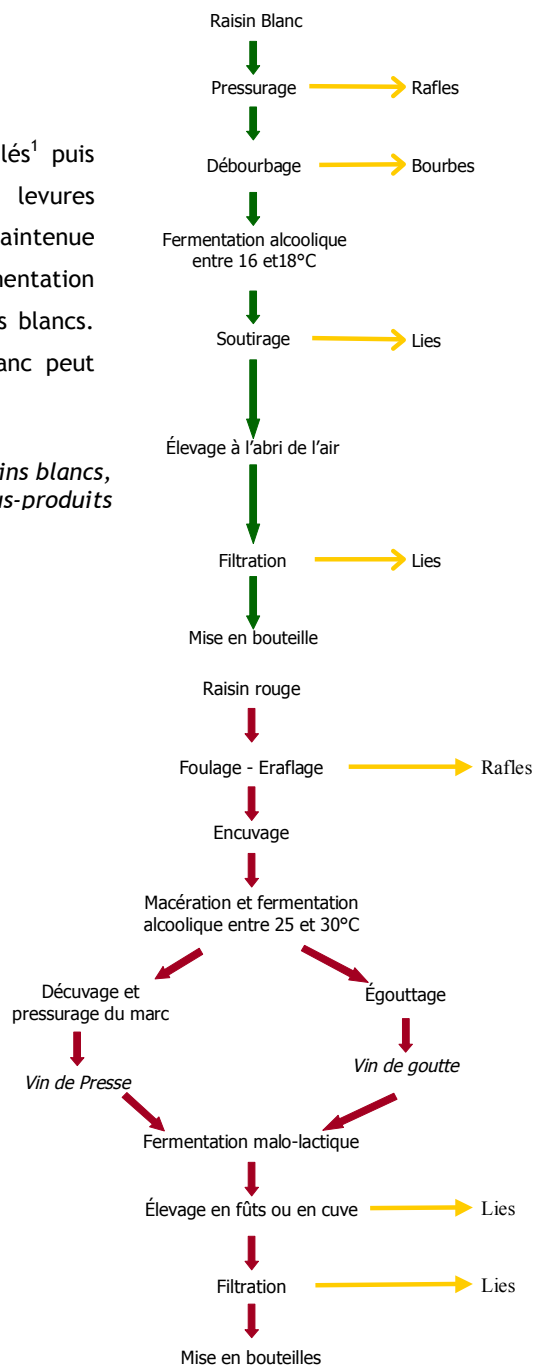 Raisin Blanc
Pressurage
Rafles
lés¹ puis
Débourbage
Bourbes
levures
aintenue
Fermentation alcoolique
entre 16 et18°C
mentation
s blancs.
Soutirage
Lies
anc peut
Élevage à l'abri de l'air
ins blancs,
us-produits
Filtration
Lies
Mise en bouteille
Raisin rouge
Foulage - Eraflage
Rafles
Encuvage
Macération et fermentation
alcoolique entre 25 et 30°C
Décuvage et
pressurage du marc
Égouttage
Vin de Presse
Vin de goutte
Fermentation malo-lactique
Élevage en fûts ou en cuve
Lies
Filtration
Lies
Mise en bouteilles